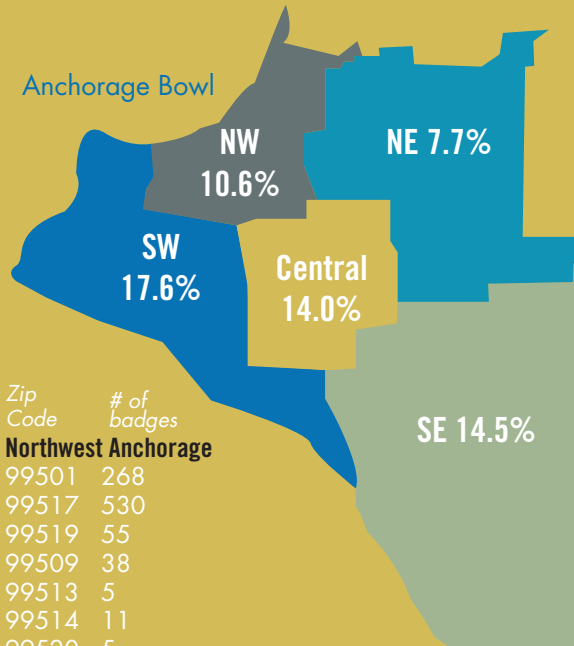 Anchorage Bowl
NW
10.6%
NE 7.7%
SW
17.6%
Central
14.0%
SE 14.5%
Zip
Code
# of
badges
Northwest Anchorage
99501 268
99517 530
99519 55
99509 38
99513 5
99514 11